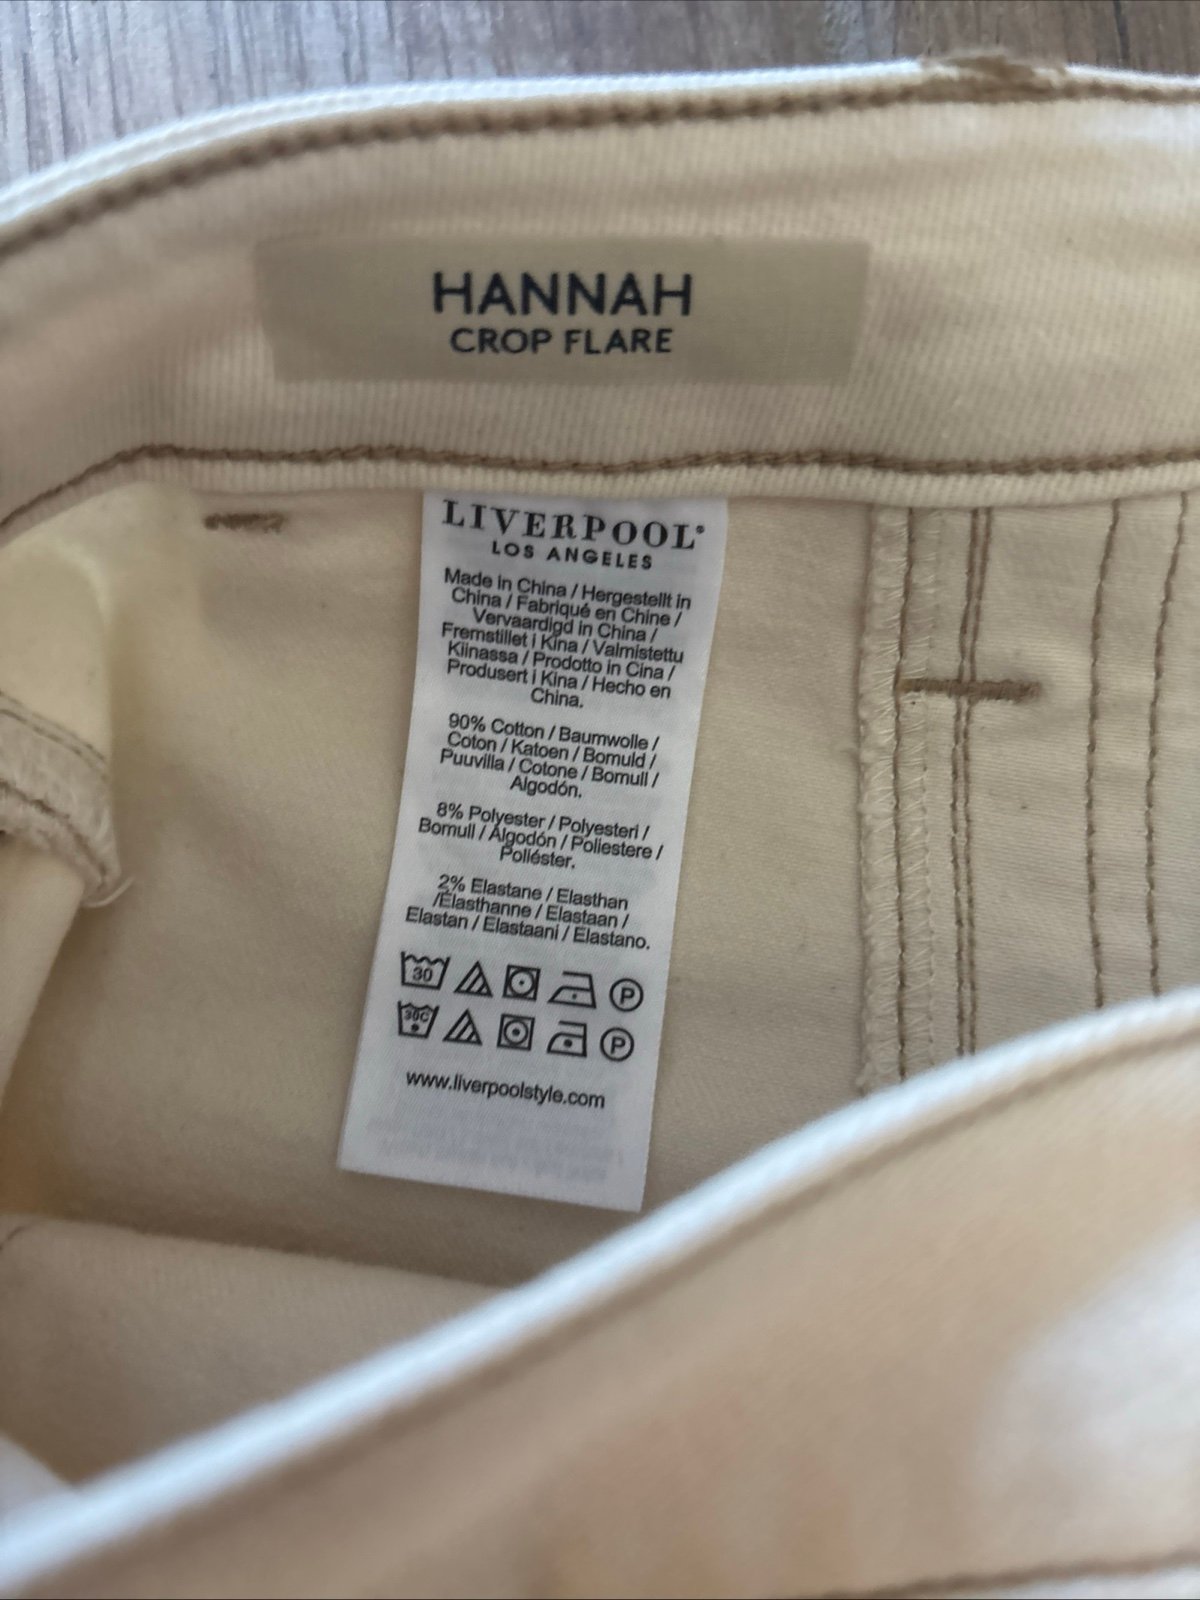 HANNAH
CROP FLARE
LIVERPOOL®
LOS ANGELES
Made in China / Hergestellt in
China / Fabriqué en Chine /
Vervaardigd in China /
Fremstillet i Kina / Valmistettu
Kiinassa / Prodotto in Cina /
Produsert i Kina / Hecho en
China.
90% Cotton / Baumwolle /
Coton / Katoen / Bomuld /
Puuvilla / Cotone / Bomull /
Algodón.
8% Polyester / Polyesteri /
Bomull / Algodón / Poliestere /
Poliéster.
2% Elastane / Elasthan
/Élasthanne / Elastaan /
Elastan / Elastaani / Elastano.
30 P
30C P
www.liverpoolstyle.com